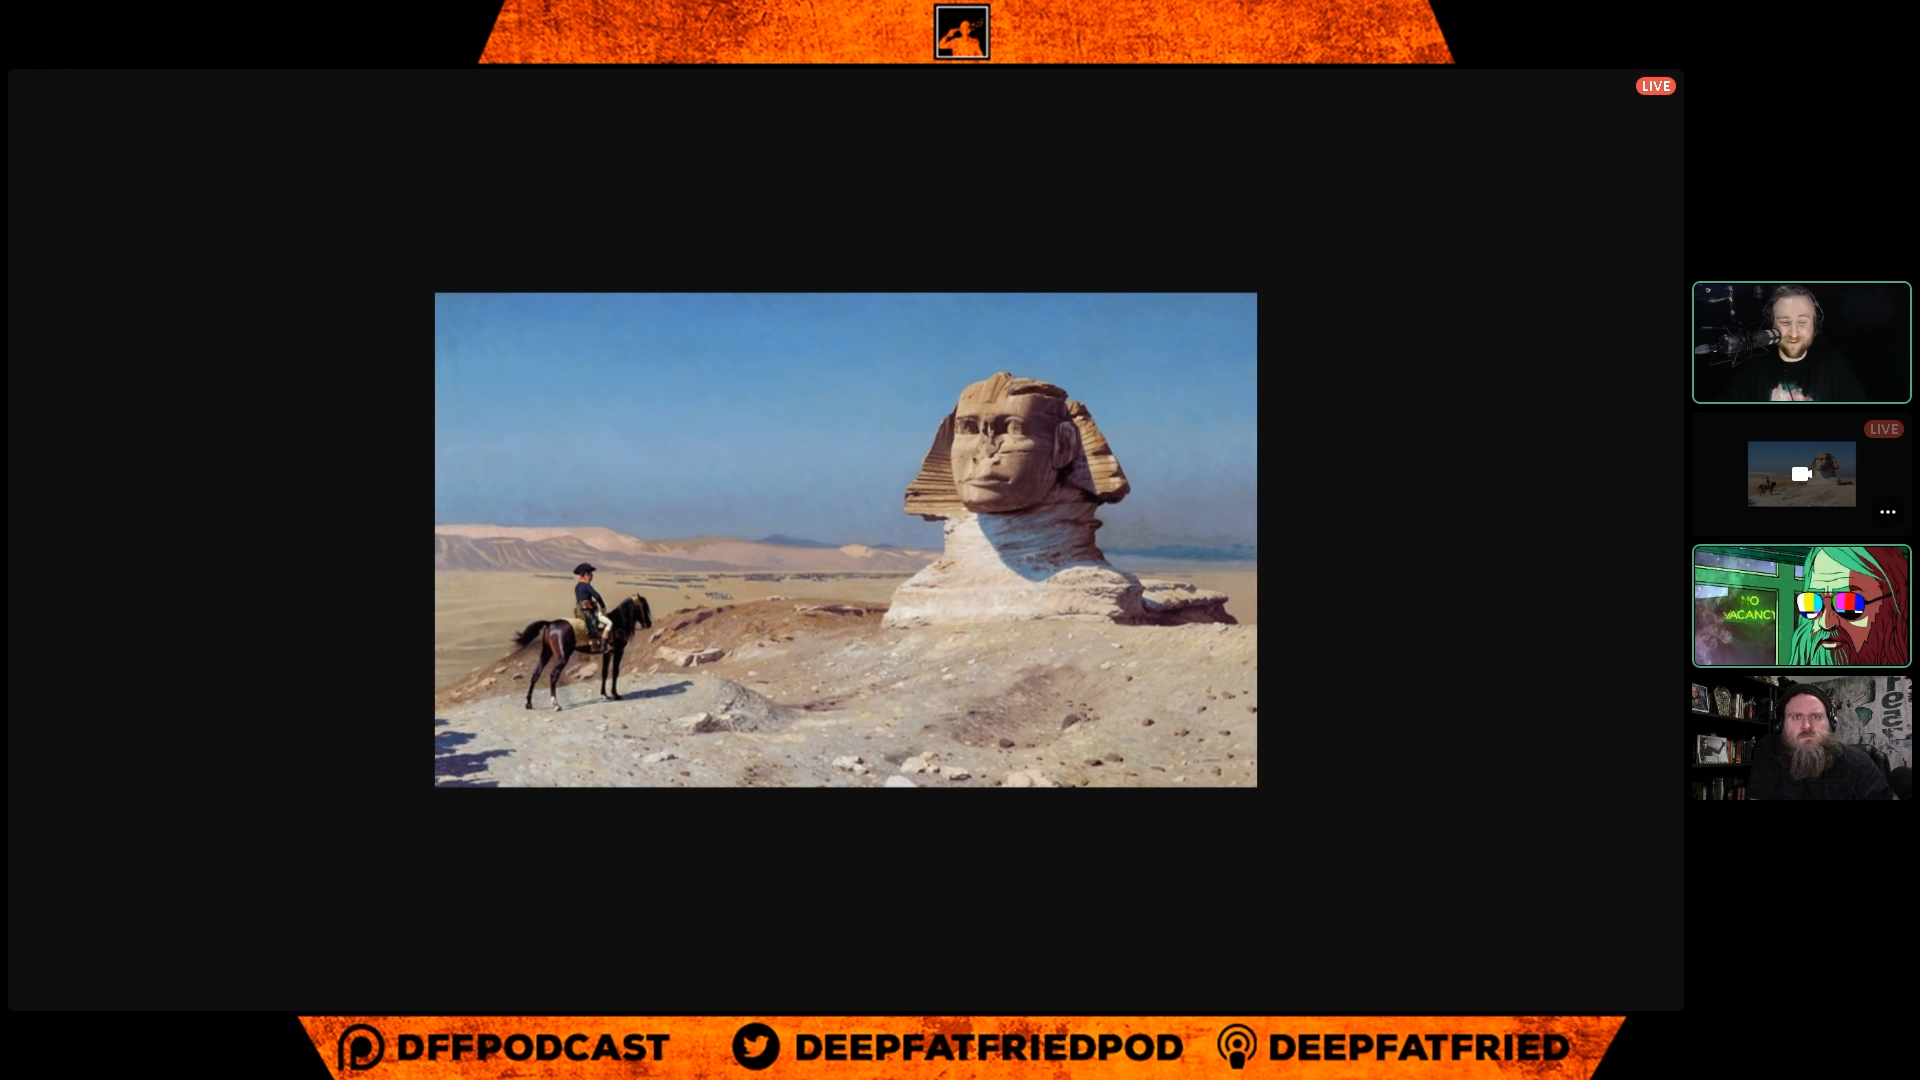 LIVE
LIVE
NO
VACANCY
DFFPODCAST
DEEPFATFRIEDPOD
DEEPFATFRIED